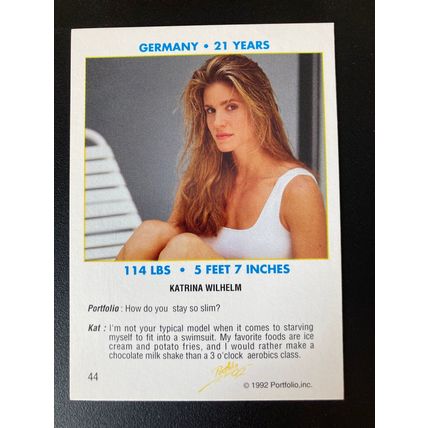 GERMANY • 21 YEARS
114 LBS • 5 FEET 7 INCHES
KATRINA WILHELM
Portfolio : How do you stay so slim?
Kat : I'm not your typical model when it comes to starving
myself to fit into a swimsuit. My favorite foods are ice
cream and potato fries, and I would rather make a
chocolate milk shake than a 3 o'clock aerobics class.
44
© 1992 Portfolio,inc.